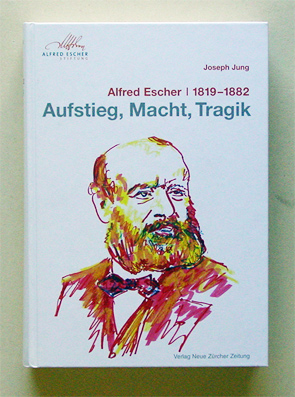 ALFRED ESCHER
STIFTUNG
Joseph Jung
Alfred Escher | 1819–1882
Aufstieg, Macht, Tragik
Verlag Neue Zürcher Zeitung